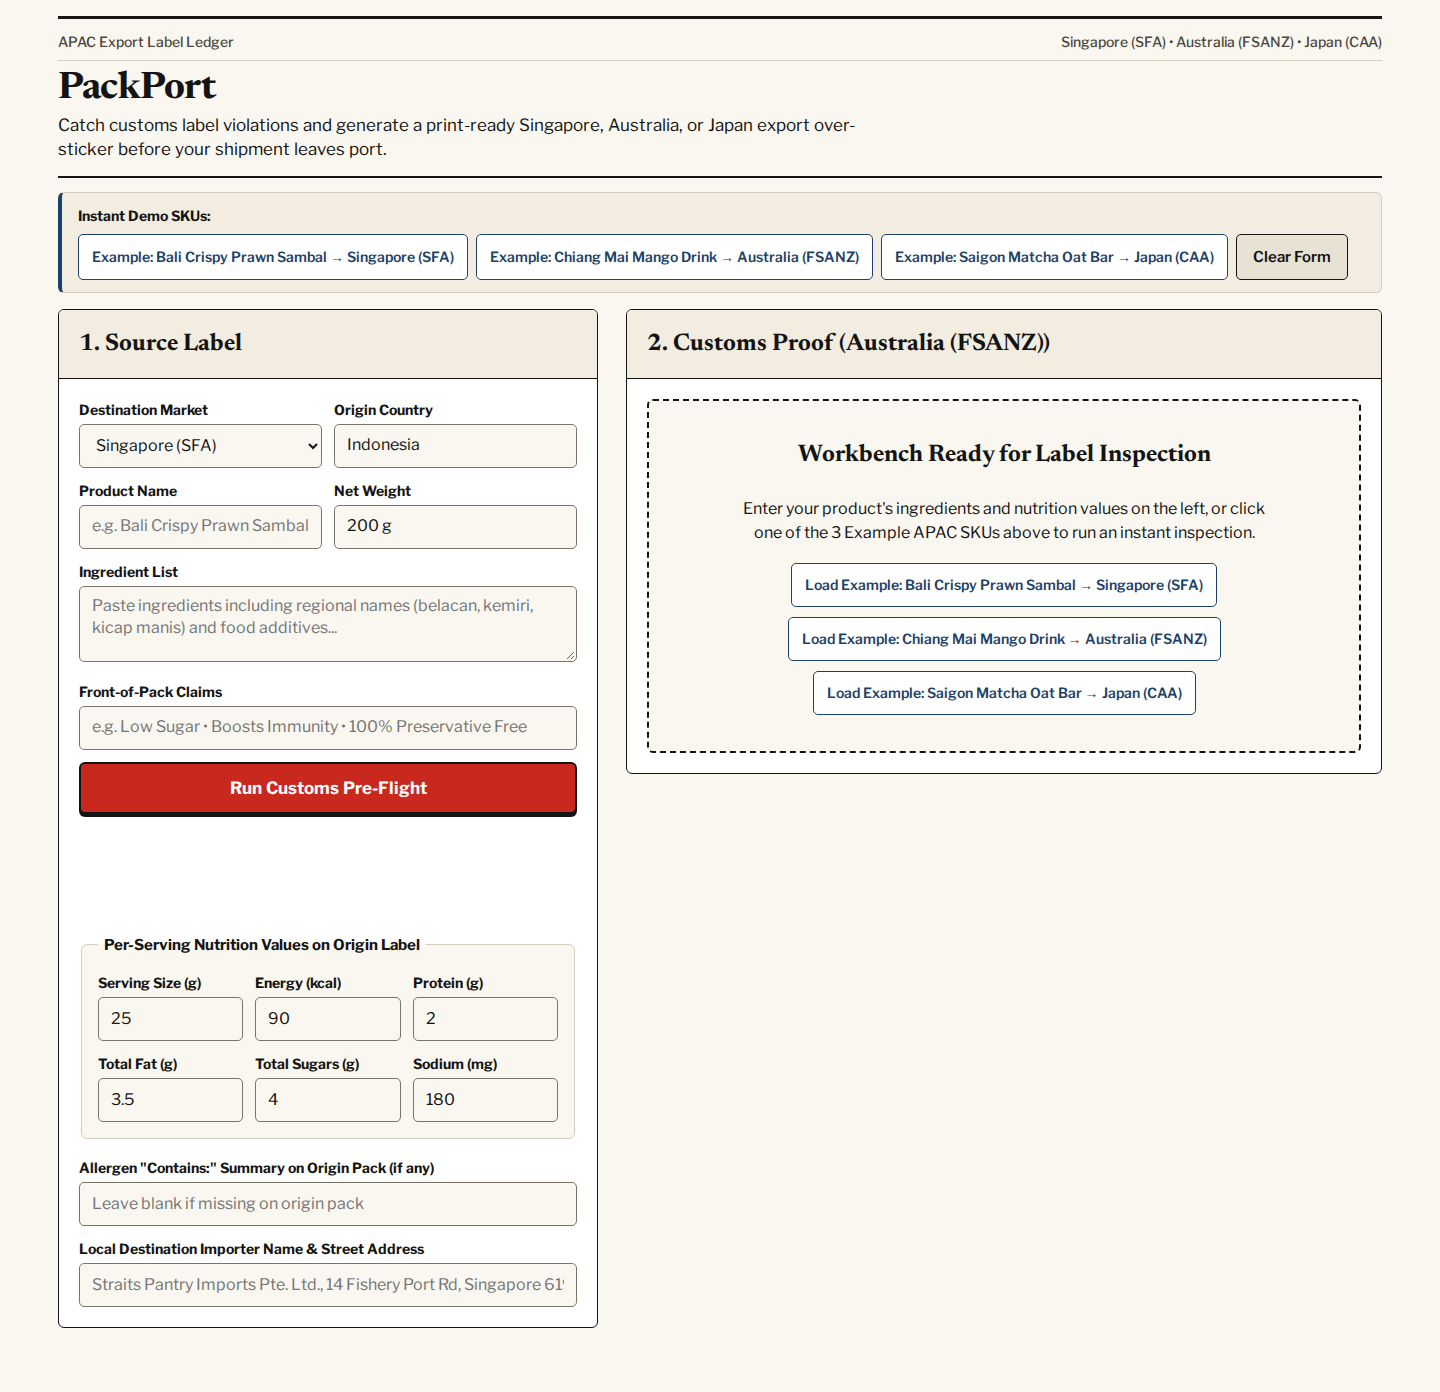 APAC Export Label Ledger
Singapore (SFA) • Australia (FSANZ) • Japan (CAA)
PackPort
Catch customs label violations and generate a print-ready Singapore, Australia, or Japan export over-
sticker before your shipment leaves port.
Instant Demo SKUs:
Example: Bali Crispy Prawn Sambal → Singapore (SFA)
Example: Chiang Mai Mango Drink → Australia (FSANZ)
Example: Saigon Matcha Oat Bar → Japan (CAA)
Clear Form
1. Source Label
Destination Market
Origin Country
Singapore (SFA)
Indonesia
Product Name
Net Weight
e.g. Bali Crispy Prawn Sambal
200 g
Ingredient List
Paste ingredients including regional names (belacan, kemiri,
kicap manis) and food additives...
Front-of-Pack Claims
e.g. Low Sugar • Boosts Immunity • 100% Preservative Free
Run Customs Pre-Flight
Per-Serving Nutrition Values on Origin Label
Serving Size (g)
Energy (kcal)
Protein (g)
25
90
2
Total Fat (g)
Total Sugars (g)
Sodium (mg)
3.5
4
180
Allergen "Contains:" Summary on Origin Pack (if any)
Leave blank if missing on origin pack
Local Destination Importer Name & Street Address
Straits Pantry Imports Pte. Ltd., 14 Fishery Port Rd, Singapore
2. Customs Proof (Australia (FSANZ))
Workbench Ready for Label Inspection
Enter your product's ingredients and nutrition values on the left, or click
one of the 3 Example APAC SKUs above to run an instant inspection.
Load Example: Bali Crispy Prawn Sambal → Singapore (SFA)
Load Example: Chiang Mai Mango Drink → Australia (FSANZ)
Load Example: Saigon Matcha Oat Bar → Japan (CAA)